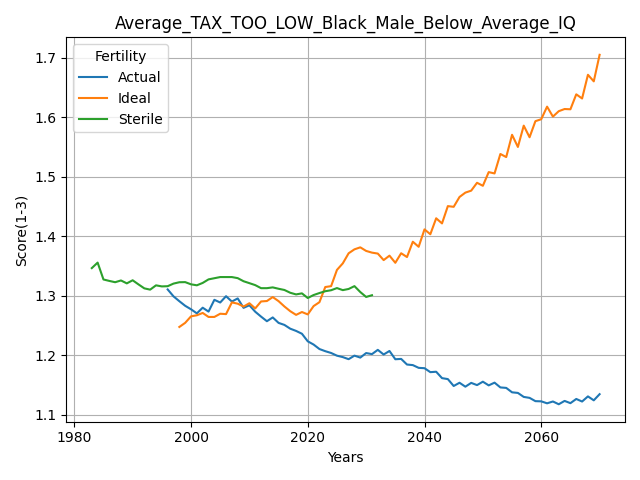 Average_TAX_TOO_LOW_Black_Male_Below_Average_IQ
Fertility
Actual
Ideal
Sterile
Score(1-3)
1.7
1.6
1.5
1.4
1.3
1.2
1.1
1980
2000
2020
2040
2060
Years